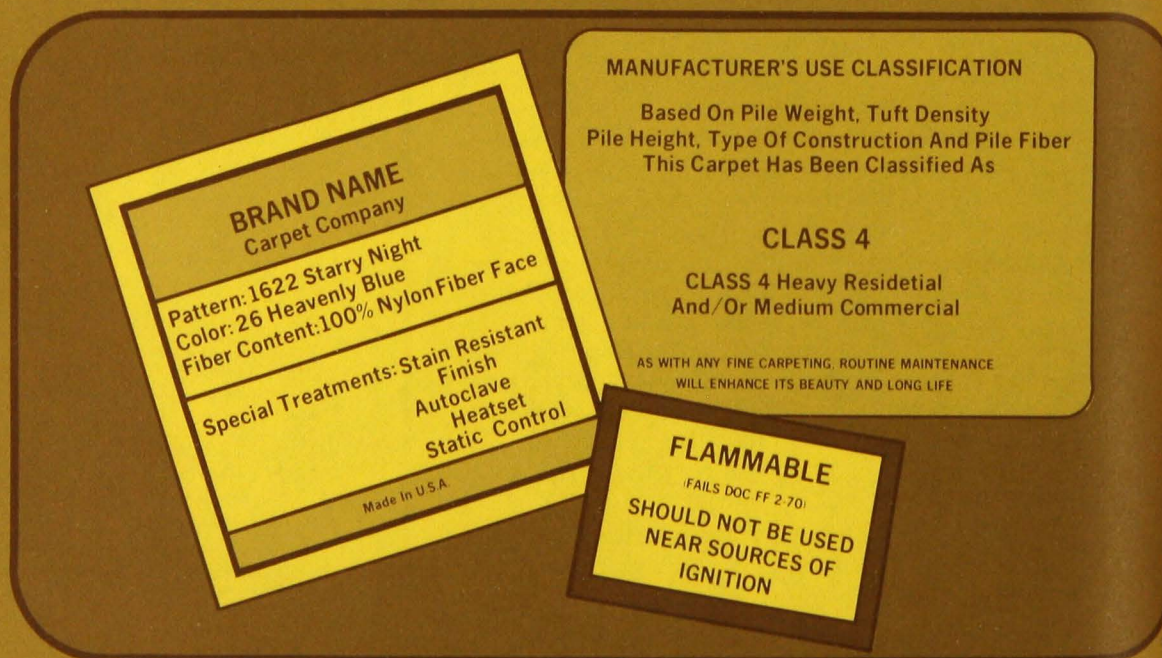 BRAND NAME
Carpet Company
Pattern: 1622 Starry Night
Color: 26 Heavenly Blue
Fiber Content: 100% Nylon Fiber Face
Special Treatments: Stain Resistant
Finish
Autoclave
Heatset
Static Control
Made In U.S.A.
MANUFACTURER'S USE CLASSIFICATION
Based On Pile Weight, Tuft Density
Pile Height, Type Of Construction And Pile Fiber
This Carpet Has Been Classified As
CLASS 4
CLASS 4 Heavy Residetial
And/Or Medium Commercial
AS WITH ANY FINE CARPETING, ROUTINE MAINTENANCE
WILL ENHANCE ITS BEAUTY AND LONG LIFE
FLAMMABLE
(FAILS DOC FF 2-70)
SHOULD NOT BE USED
NEAR SOURCES OF
IGNITION